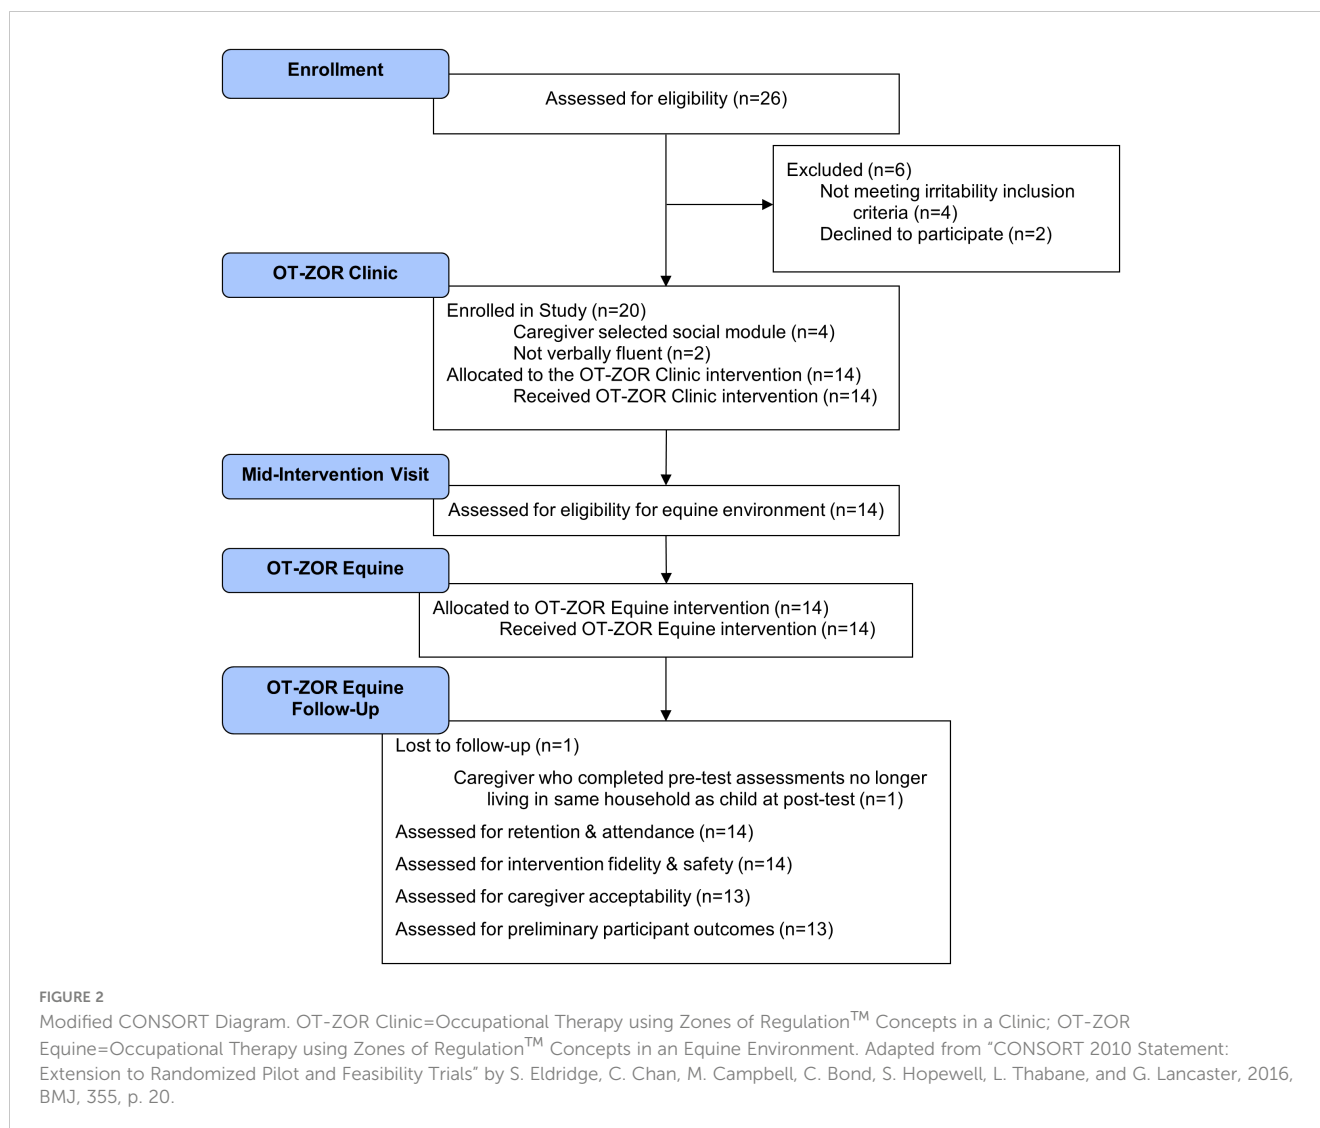 Enrollment
Assessed for eligibility (n=26)
Excluded (n=6)
Not meeting irritability inclusion
criteria (n=4)
Declined to participate (n=2)
OT-ZOR Clinic
Enrolled in Study (n=20)
Caregiver selected social module (n=4)
Not verbally fluent (n=2)
Allocated to the OT-ZOR Clinic intervention (n=14)
Received OT-ZOR Clinic intervention (n=14)
Mid-Intervention Visit
Assessed for eligibility for equine environment (n=14)
OT-ZOR Equine
Allocated to OT-ZOR Equine intervention (n=14)
Received OT-ZOR Equine intervention (n=14)
OT-ZOR Equine
Follow-Up
Lost to follow-up (n=1)
Caregiver who completed pre-test assessments no longer
living in same household as child at post-test (n=1)
Assessed for retention & attendance (n=14)
Assessed for intervention fidelity & safety (n=14)
Assessed for caregiver acceptability (n=13)
Assessed for preliminary participant outcomes (n=13)
FIGURE 2
Modified CONSORT Diagram. OT-ZOR Clinic=Occupational Therapy using Zones of Regulation™ Concepts in a Clinic; OT-ZOR
Equine=Occupational Therapy using Zones of Regulation™ Concepts in an Equine Environment. Adapted from “CONSORT 2010 Statement:
Extension to Randomized Pilot and Feasibility Trials” by S. Eldridge, C. Chan, M. Campbell, C. Bond, S. Hopewell, L. Thabane, and G. Lancaster, 2016,
BMJ, 355, p. 20.